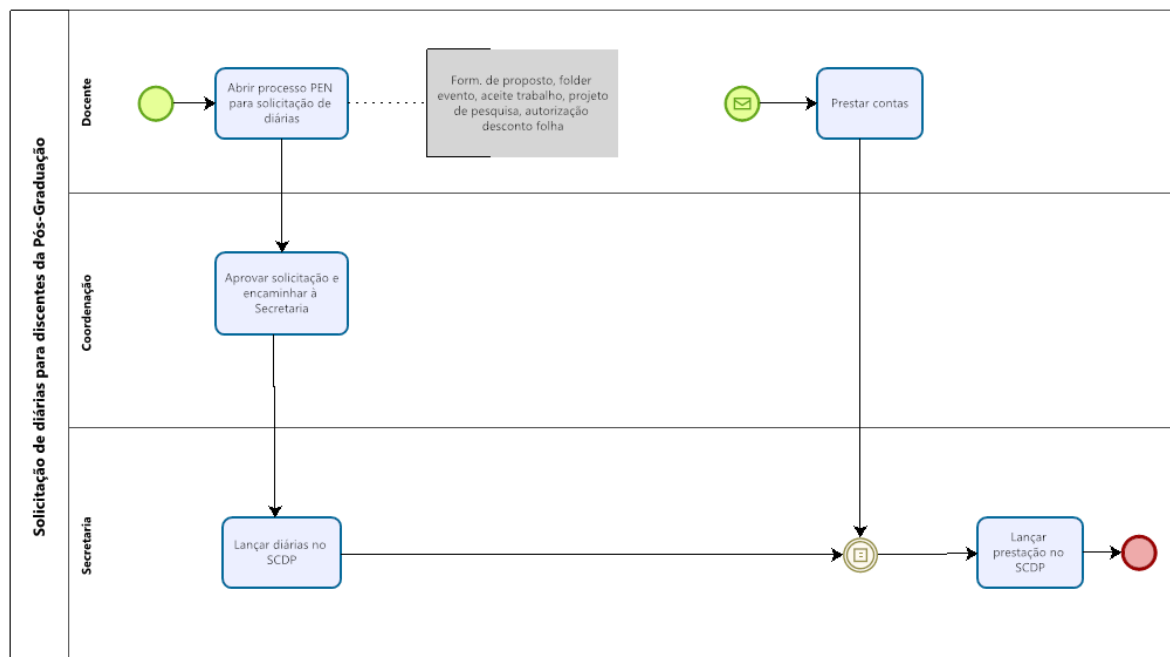 Solicitação de diárias para discentes da Pós-Graduação
Docente
Abrir processo PEN
para solicitação de
diárias
Form. de proposto, folder
evento, aceite trabalho, projeto
de pesquisa, autorização
desconto folha
Prestar contas
Coordenação
Aprovar solicitação e
encaminhar à
Secretaria
Secretaria
Lançar diárias no
SCDP
Lançar
prestação no
SCDP